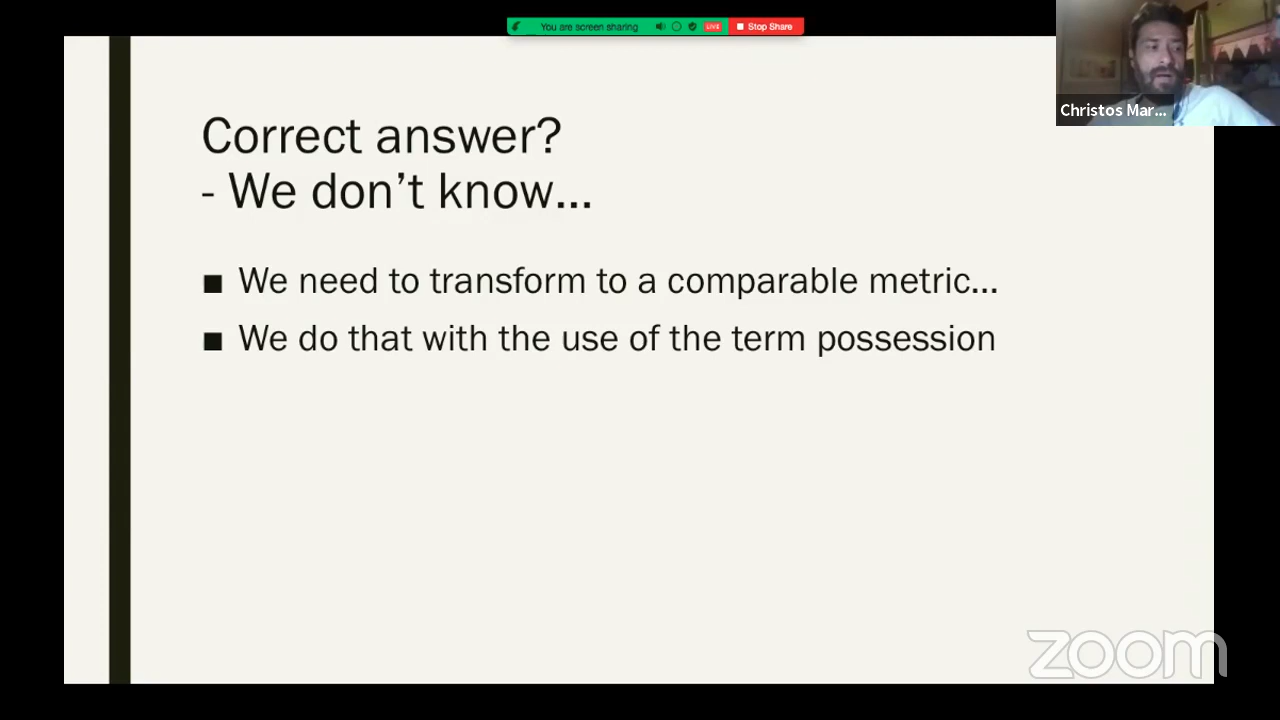 You are screen sharing
LIVE
Stop Share
Christos Mar...
Correct answer?
- We don’t know...
■ We need to transform to a comparable metric...
■ We do that with the use of the term possession
zoom